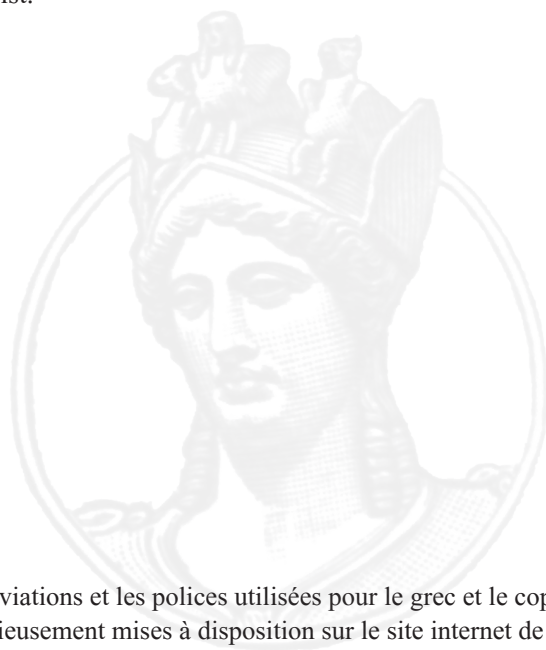 ist.
viations et les polices utilisées pour le grec et le cop
ieusement mises à disposition sur le site internet de